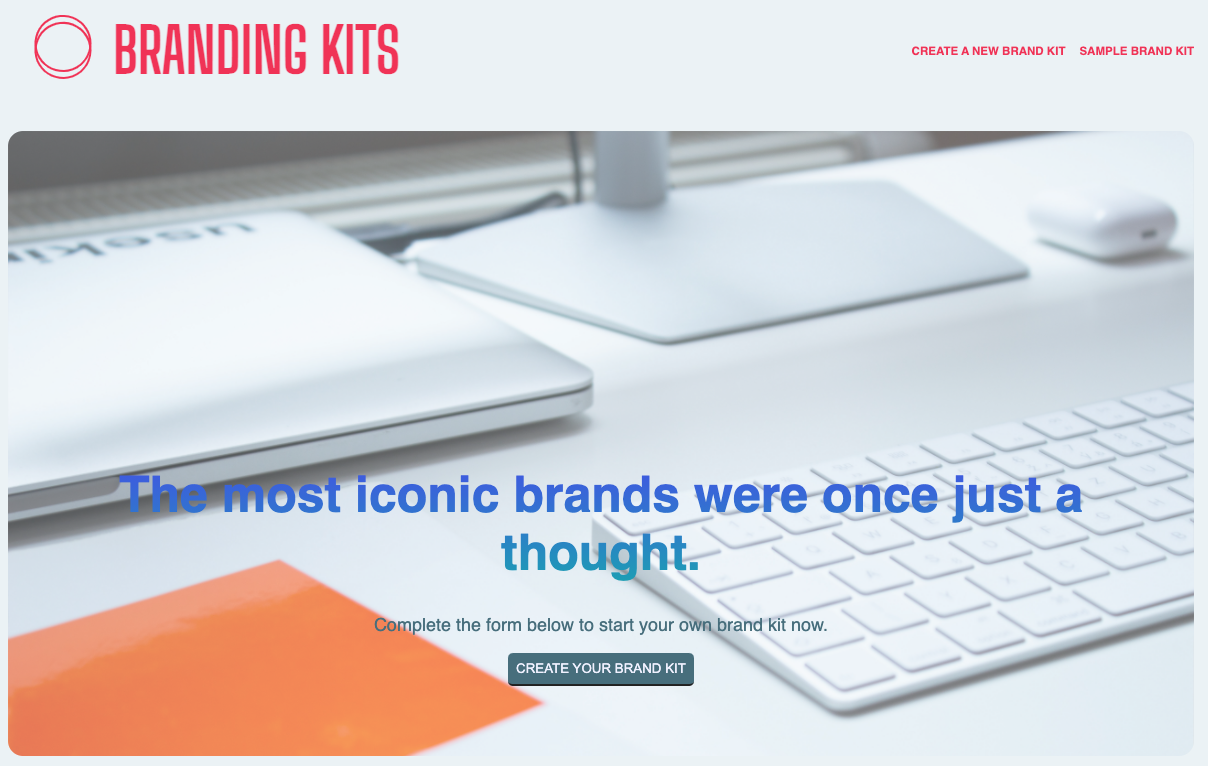 BRANDING KITS
CREATE A NEW BRAND KIT SAMPLE BRAND KIT
The most iconic brands were once just a
thought.
Complete the form below to start your own brand kit now.
CREATE YOUR BRAND KIT